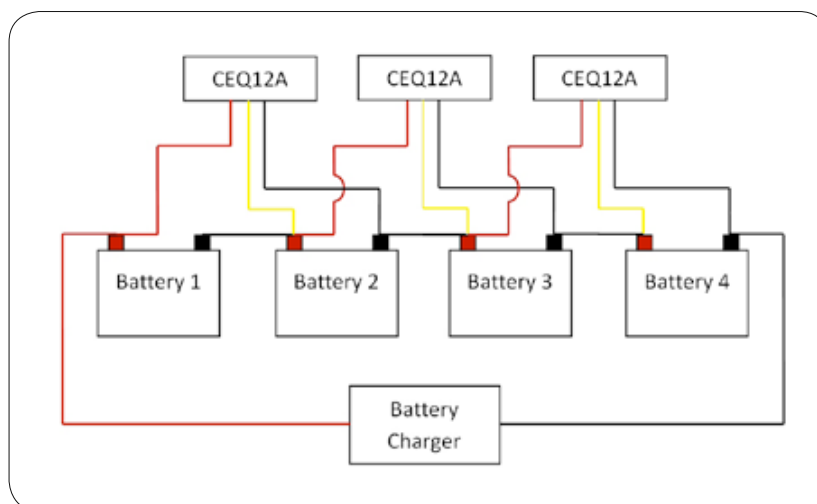 CEQ12A
CEQ12A
CEQ12A
Battery 1
Battery 2
Battery 3
Battery 4
Battery
Charger